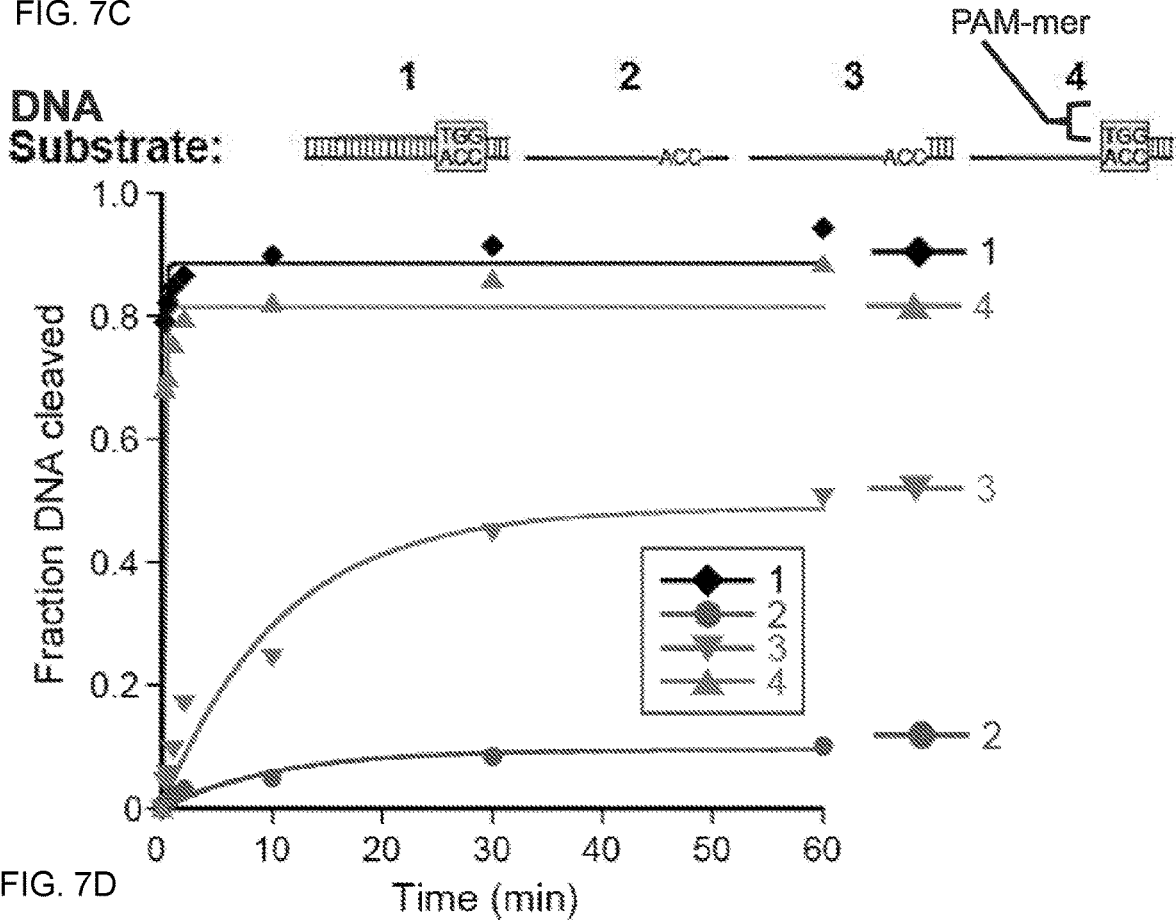 FIG. 7C
PAM-mer
1 2 3 4
DNA
Substrate:
TGG
ACC
ACC
ACC
TGG
ACC
1.0
0.8
0.6
0.4
0.2
0
Fraction DNA cleaved
1
4
3
2
1
2
3
4
0 10 20 30 40 50 60
Time (min)
FIG. 7D